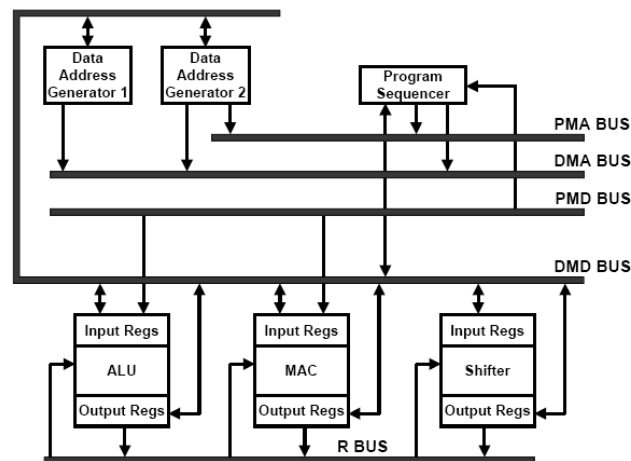 Data
Address
Generator 1
Data
Address
Generator 2
Program
Sequencer
PMA BUS
DMA BUS
PMD BUS
DMD BUS
Input Regs
ALU
Output Regs
Input Regs
MAC
Output Regs
Input Regs
Shifter
Output Regs
R BUS